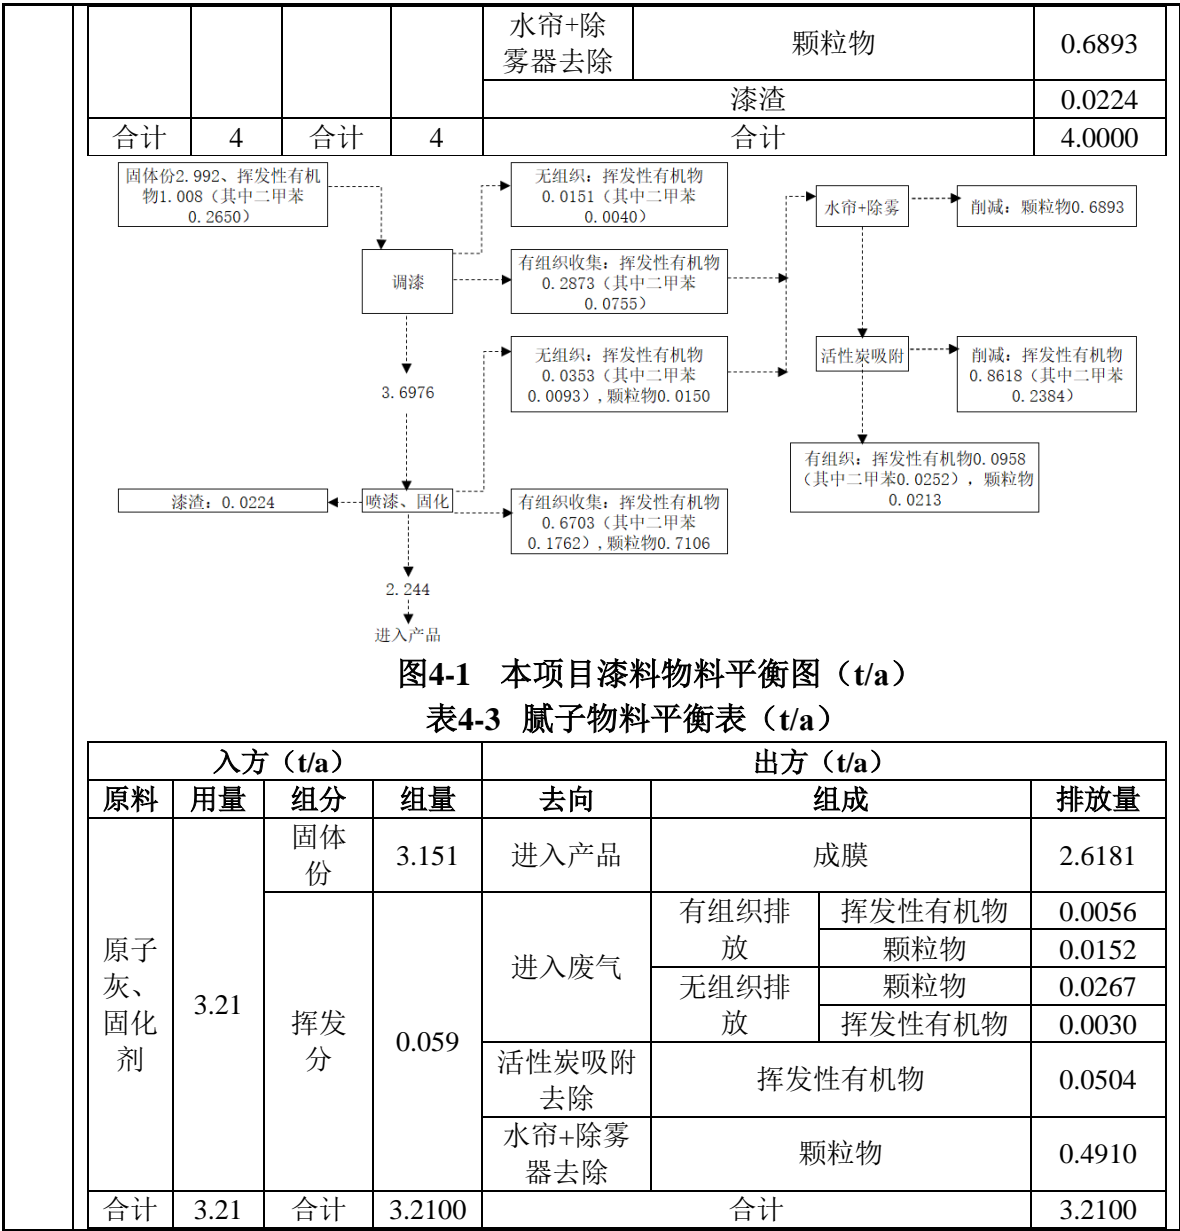 水帘+除
雾器去除
颗粒物
0.6893
漆渣
0.0224
合计
4
合计
4
合计
4.0000
固体份2.992、挥发性有机
物1.008（其中二甲苯
0.2650）
无组织：挥发性有机物
0.0151（其中二甲苯
0.0040）
水帘+除雾
削减：颗粒物0.6893
调漆
有组织收集：挥发性有机物
0.2873（其中二甲苯
0.0755）
无组织：挥发性有机物
0.0353（其中二甲苯
0.0093）,颗粒物0.0150
活性炭吸附
削减：挥发性有机物
0.8618（其中二甲苯
0.2384）
3.6976
有组织：挥发性有机物0.0958
（其中二甲苯0.0252），颗粒物
0.0213
漆渣：0.0224
喷漆、固化
有组织收集：挥发性有机物
0.6703（其中二甲苯
0.1762）,颗粒物0.7106
2.244
进入产品
图4-1 本项目漆料物料平衡图（t/a）
表4-3 腻子物料平衡表（t/a）
入方（t/a）
出方（t/a）
原料
用量
组分
组量
去向
组成
排放量
原子
灰、
固化
剂
3.21
固体
份
3.151
进入产品
成膜
2.6181
挥发
分
0.059
进入废气
有组织排
放
挥发性有机物
0.0056
颗粒物
0.0152
无组织排
放
颗粒物
0.0267
挥发性有机物
0.0030
活性炭吸附
去除
挥发性有机物
0.0504
水帘+除雾
器去除
颗粒物
0.4910
合计
3.21
合计
3.2100
合计
3.2100